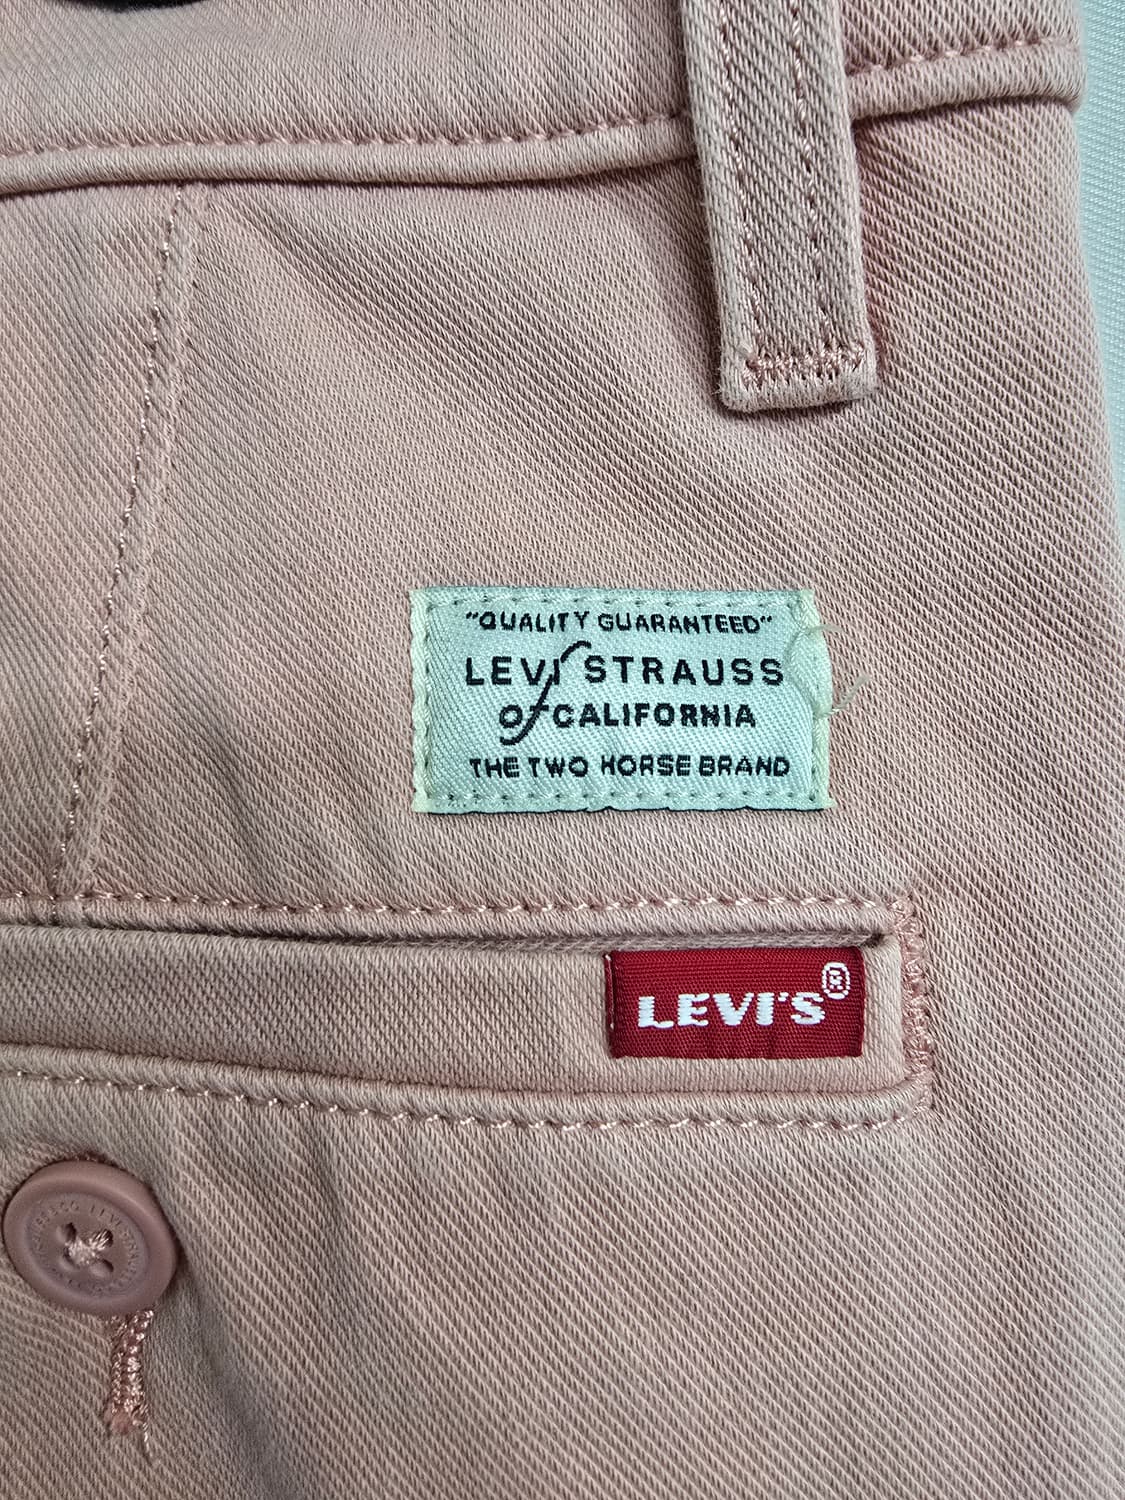 "QUALITY GUARANTEED"
LEVI STRAUSS
of CALIFORNIA
THE TWO HORSE BRAND
LEVI'S®